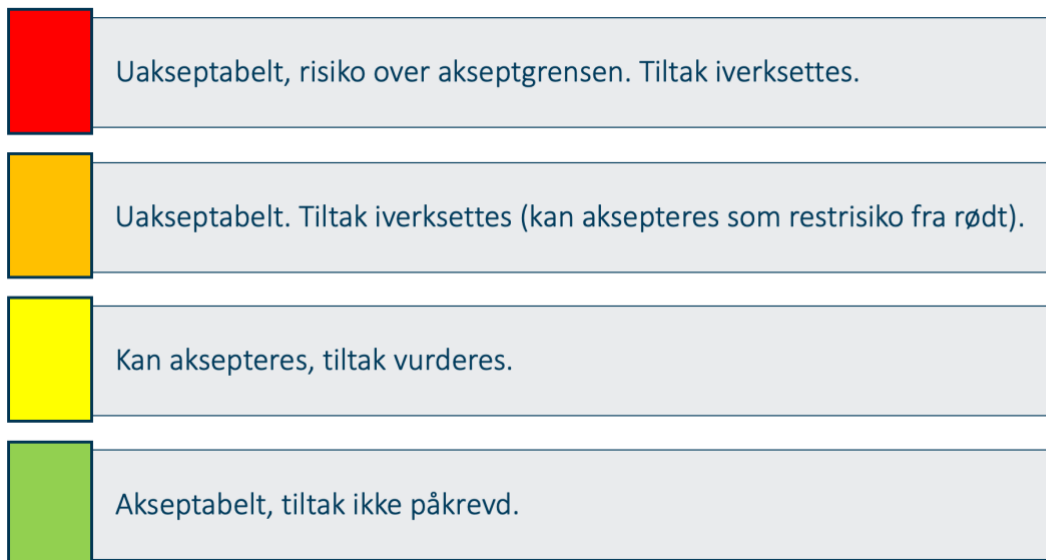 Uakseptabelt, risiko over akseptgrensen. Tiltak iverksettes.
Uakseptabelt. Tiltak iverksettes (kan aksepteres som restrisiko fra rødt).
Kan aksepteres, tiltak vurderes.
Akseptabelt, tiltak ikke påkrevd.